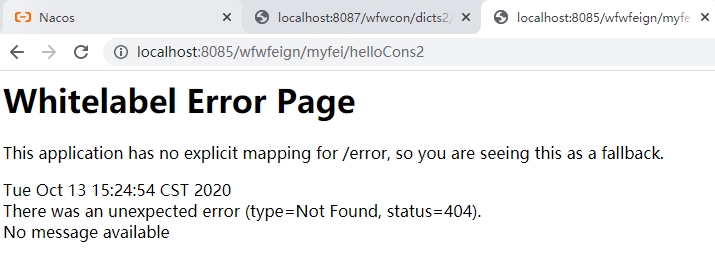 Nacos
localhost:8087/wfwcon/dicts2/
localhost:8085/wfwfeign/myfe
localhost:8085/wfwfeign/myfei/helloCons2
Whitelabel Error Page
This application has no explicit mapping for /error, so you are seeing this as a fallback.
Tue Oct 13 15:24:54 CST 2020
There was an unexpected error (type=Not Found, status=404).
No message available